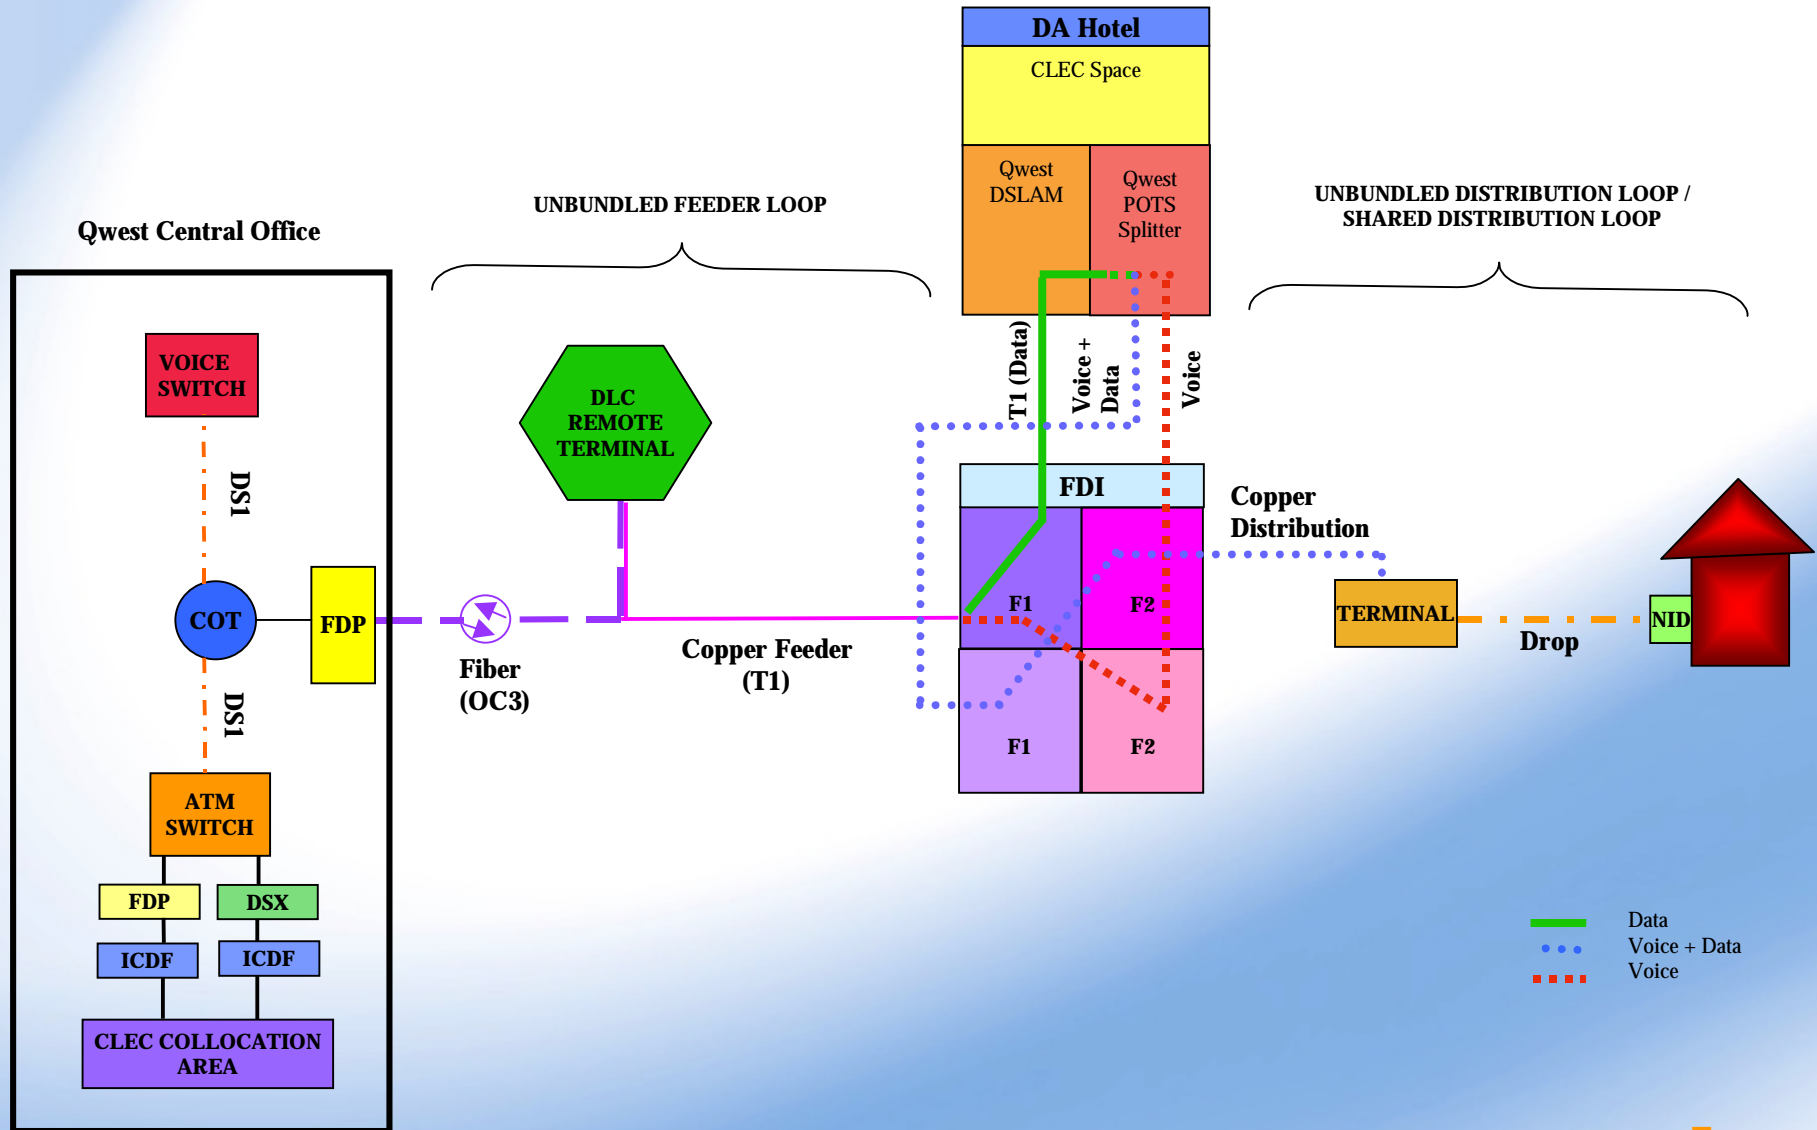 DA Hotel
CLEC Space
Qwest
DSLAM
Qwest
POTS
Splitter
UNBUNDLED FEEDER LOOP
UNBUNDLED DISTRIBUTION LOOP /
SHARED DISTRIBUTION LOOP
Qwest Central Office
VOICE
SWITCH
DS1
COT
FDP
DS1
ATM
SWITCH
FDP
DSX
ICDF
ICDF
CLEC COLLOCATION
AREA
Fiber
(OC3)
DLC
REMOTE
TERMINAL
Copper Feeder
(T1)
T1 (Data)
Voice +
Data
Voice
FDI
F1
F2
F1
F2
Copper
Distribution
TERMINAL
Drop
NID
Data
Voice + Data
Voice